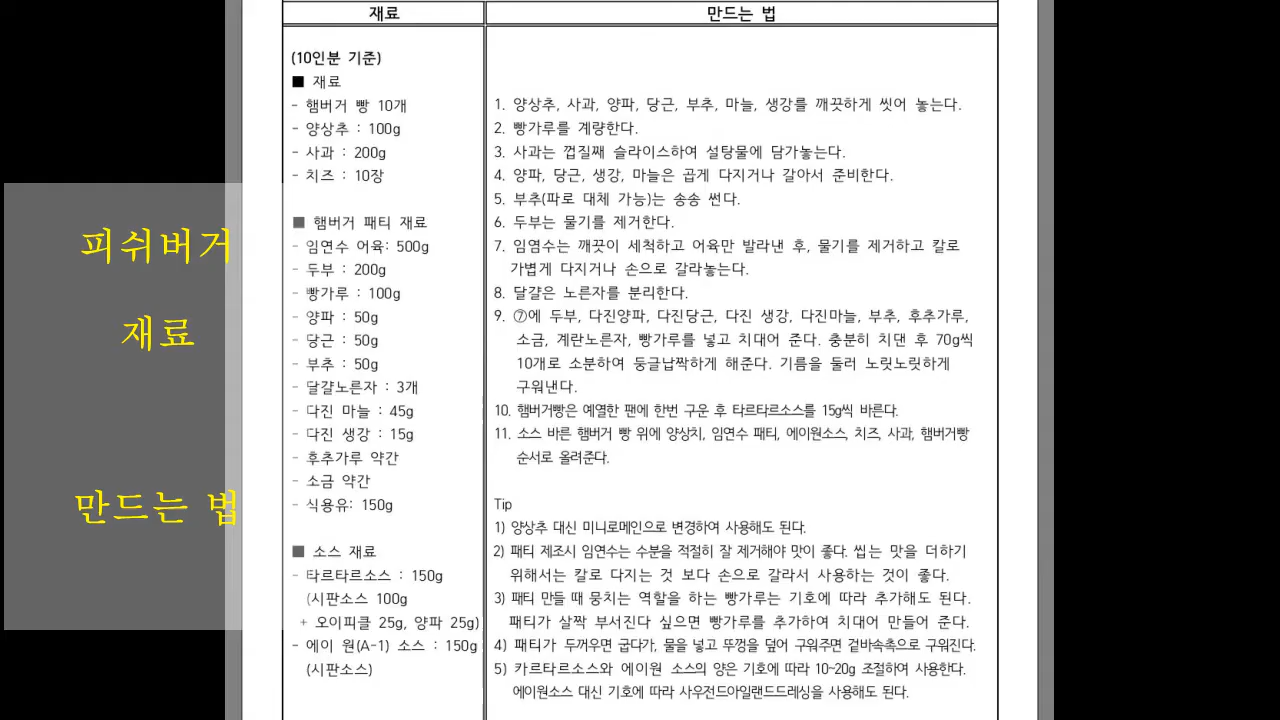 피쉬버거
재료
만드는 법
재료
(10인분 기준)
■ 재료
- 햄버거 빵 10개
- 양상추 : 100g
- 사과 : 200g
- 치즈 : 10장
■ 햄버거 패티 재료
- 임연수 어육: 500g
- 두부 : 200g
- 빵가루 : 100g
- 양파 : 50g
- 당근 : 50g
- 부추 : 50g
- 달걀노른자 : 3개
- 다진 마늘 : 45g
- 다진 생강 : 15g
- 후추가루 약간
- 소금 약간
- 식용유: 150g
■ 소스 재료
- 타르타르소스 : 150g
(시판소스 100g
+ 오이피클 25g, 양파 25g)
- 에이 원(A-1) 소스 : 150g
(시판소스)
만드는 법
1. 양상추, 사과, 양파, 당근, 부추, 마늘, 생강를 깨끗하게 씻어 놓는다.
2. 빵가루를 계량한다.
3. 사과는 껍질째 슬라이스하여 설탕물에 담가놓는다.
4. 양파, 당근, 생강, 마늘은 곱게 다지거나 갈아서 준비한다.
5. 부추(파로 대체 가능)는 송송 썬다.
6. 두부는 물기를 제거한다.
7. 임염수는 깨끗이 세척하고 어육만 발라낸 후, 물기를 제거하고 칼로
가볍게 다지거나 손으로 갈라놓는다.
8. 달걀은 노른자를 분리한다.
9. ⑦에 두부, 다진양파, 다진당근, 다진 생강, 다진마늘, 부추, 후추가루,
소금, 계란노른자, 빵가루를 넣고 치대어 준다. 충분히 치댄 후 70g씩
10개로 소분하여 둥글납짝하게 해준다. 기름을 둘러 노릿노릿하게
구워낸다.
10. 햄버거빵은 예열한 팬에 한번 구운 후 타르타르소스를 15g씩 바른다.
11. 소스 바른 햄버거 빵 위에 양상치, 임연수 패티, 에이원소스, 치즈, 사과, 햄버거빵
순서로 올려준다.
Tip
1) 양상추 대신 미니로메인으로 변경하여 사용해도 된다.
2) 패티 제조시 임연수는 수분을 적절히 잘 제거해야 맛이 좋다. 씹는 맛을 더하기
위해서는 칼로 다지는 것 보다 손으로 갈라서 사용하는 것이 좋다.
3) 패티 만들 때 뭉치는 역할을 하는 빵가루는 기호에 따라 추가해도 된다.
패티가 살짝 부서진다 싶으면 빵가루를 추가하여 치대어 만들어 준다.
4) 패티가 두꺼우면 굽다가, 물을 넣고 뚜껑을 덮어 구워주면 겉바속촉으로 구워진다.
5) 카르타르소스와 에이원 소스의 양은 기호에 따라 10~20g 조절하여 사용한다.
에이원소스 대신 기호에 따라 사우전드아일랜드드레싱을 사용해도 된다.